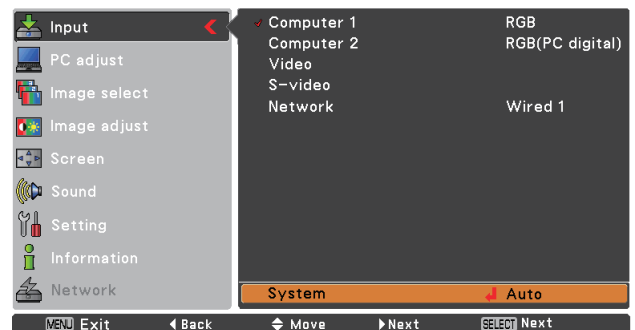 Input
PC adjust
Image select
Image adjust
Screen
Sound
Setting
Information
Network
Computer 1 RGB
Computer 2 RGB(PC digital)
Video
S-video
Network Wired 1
System Auto
MENU Exit Back Move Next SELECT Next